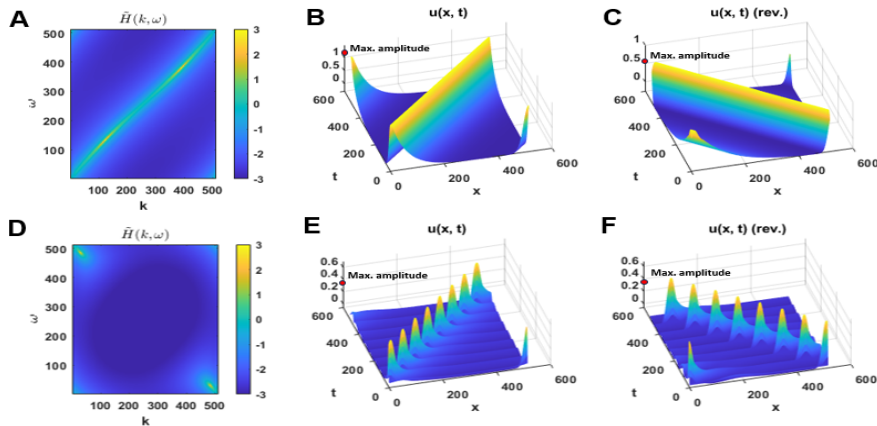 A
H̃(k, ω)
500
400
300
200
100
ω
100 200 300 400 500
k
3
2
1
0
-1
-2
-3
B
u(x, t)
Max. amplitude
1
0.5
0
600
400
200
0
t
0
200
400
600
x
C
u(x, t) (rev.)
Max. amplitude
1
0.5
0
600
400
200
0
t
0
200
400
600
x
D
H̃(k, ω)
500
400
300
200
100
ω
100 200 300 400 500
k
3
2
1
0
-1
-2
-3
E
u(x, t)
Max. amplitude
0.6
0.4
0.2
0
600
400
200
0
t
0
200
400
600
x
F
u(x, t) (rev.)
Max. amplitude
0.6
0.4
0.2
0
600
400
200
0
t
0
200
400
600
x